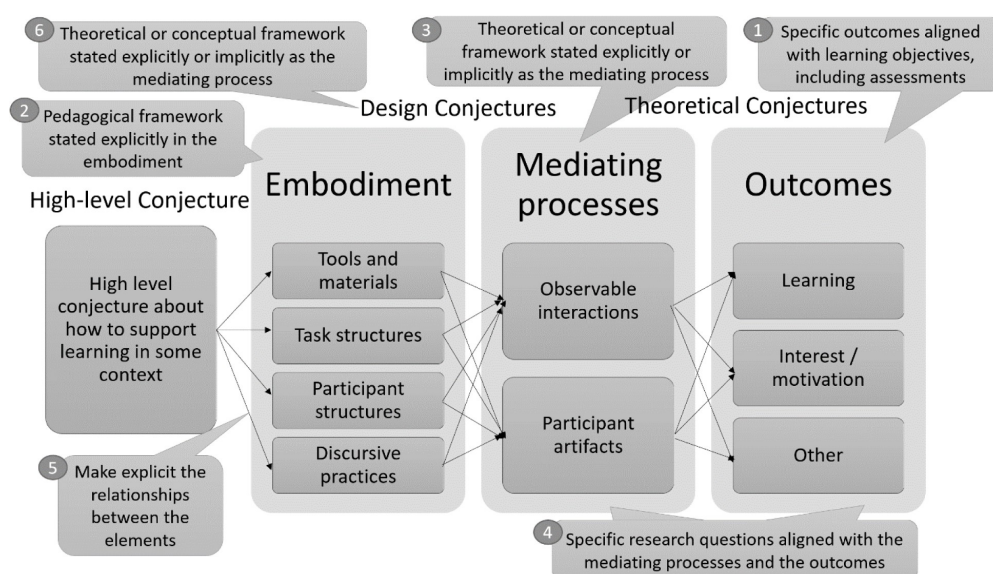 6
Theoretical or conceptual framework
stated explicitly or implicitly as the
mediating process
3
Theoretical or conceptual
framework stated explicitly or
implicitly as the mediating process
1
Specific outcomes aligned
with learning objectives,
including assessments
2
Pedagogical framework
stated explicitly in the
embodiment
Design Conjectures
Theoretical Conjectures
High-level Conjecture
High level
conjecture about
how to support
learning in some
context
Embodiment
Tools and
materials
Task structures
Participant
structures
Discursive
practices
Mediating
processes
Observable
interactions
Participant
artifacts
Outcomes
Learning
Interest /
motivation
Other
5
Make explicit the
relationships
between the
elements
4
Specific research questions aligned with the
mediating processes and the outcomes